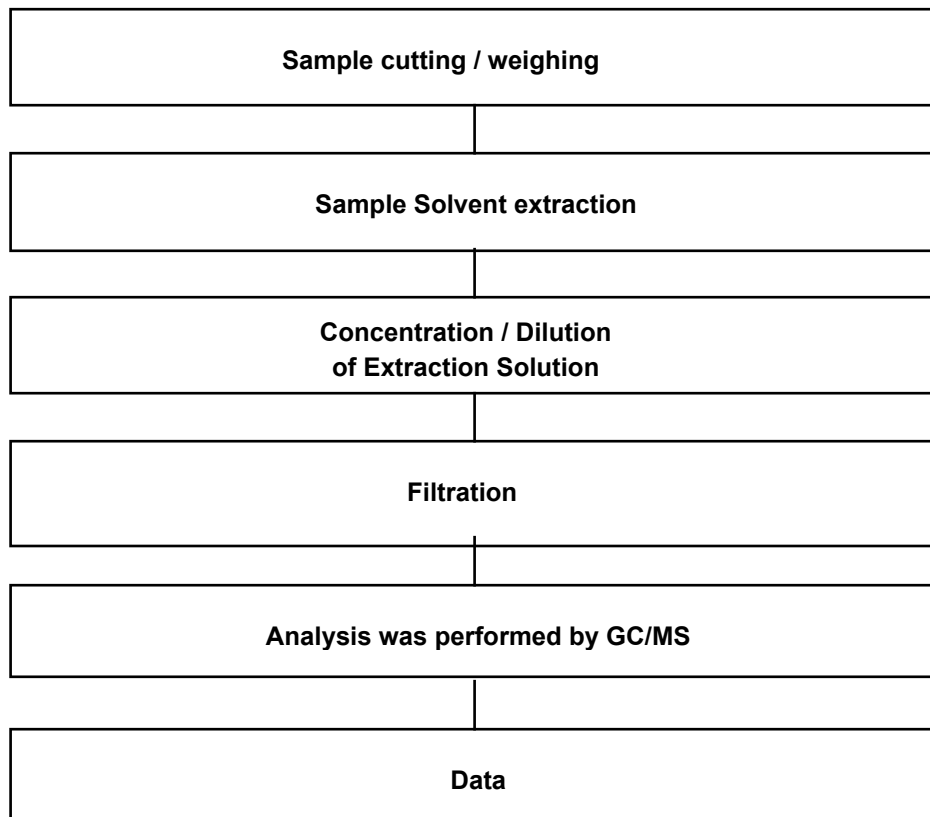 Sample cutting / weighing
Sample Solvent extraction
Concentration / Dilution
of Extraction Solution
Filtration
Analysis was performed by GC/MS
Data